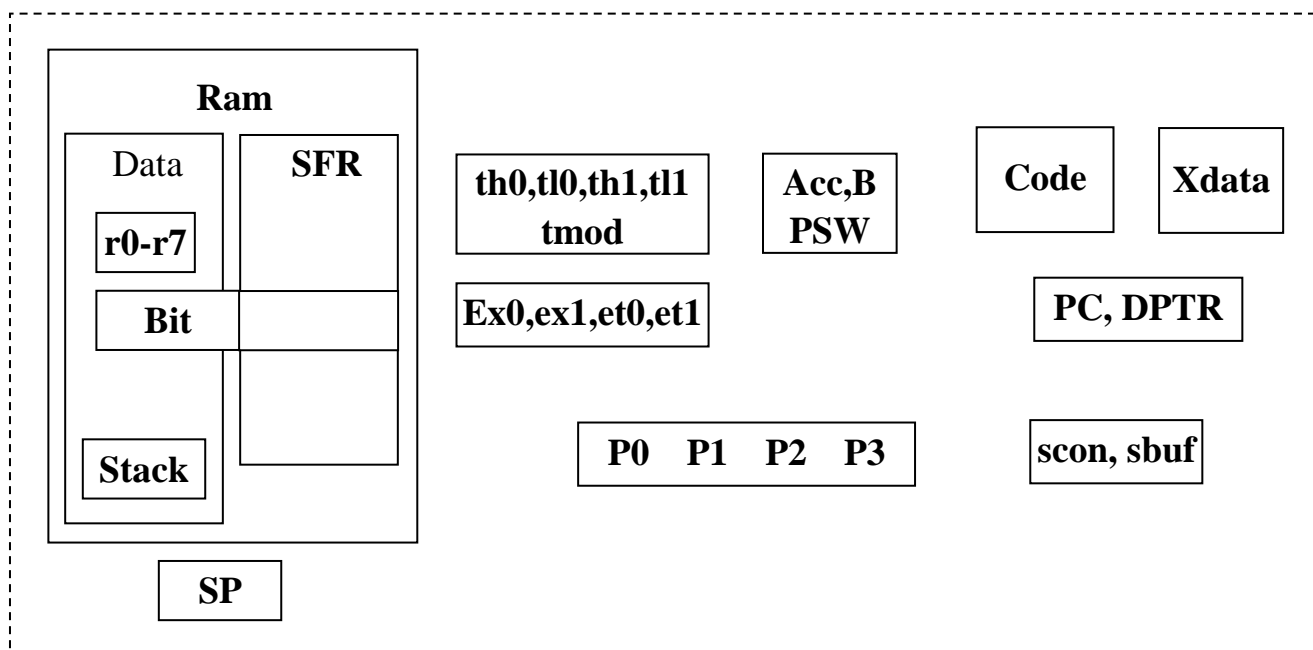 Ram
Data
SFR
r0-r7
Bit
Stack
SP
th0,tl0,th1,tl1
tmod
Acc,B
PSW
Code
Xdata
Ex0,ex1,et0,et1
PC, DPTR
P0 P1 P2 P3
scon, sbuf